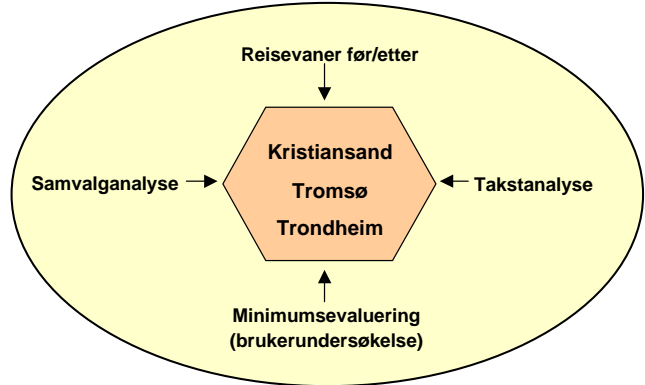 Reisevaner før/etter
Kristiansand
Samvalganalyse
Tromsø
Takstanalyse
Trondheim
Minimumsevaluering
(brukerundersøkelse)